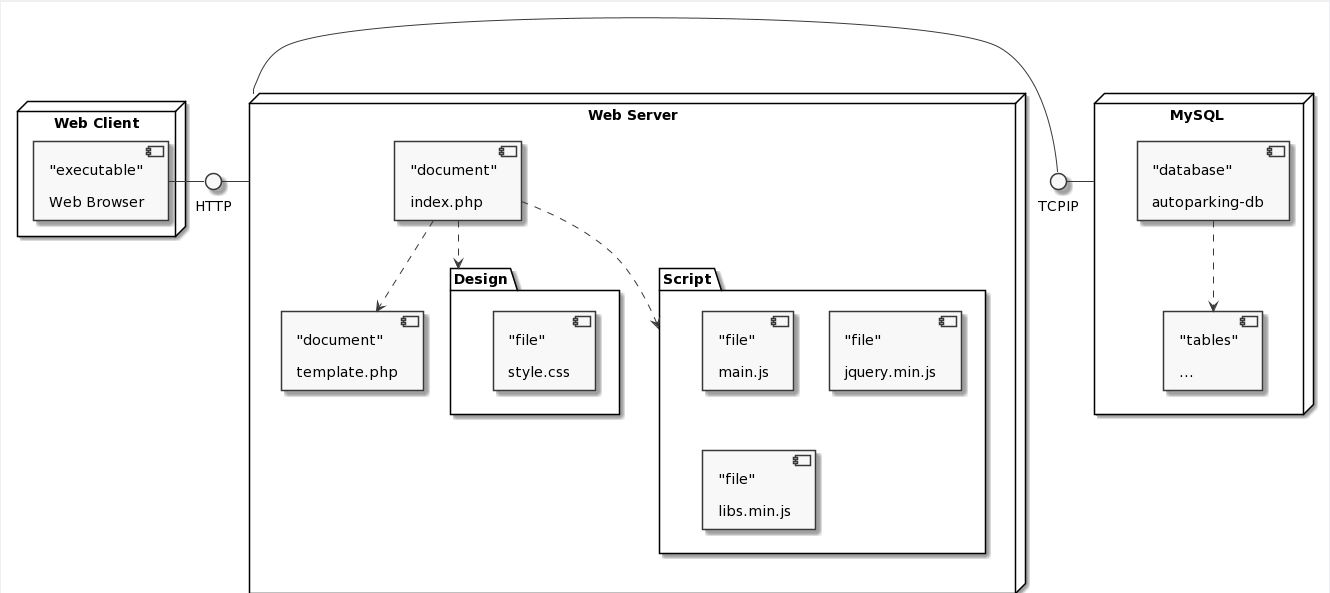 Web Client
"executable"
Web Browser
HTTP
Web Server
"document"
index.php
"document"
template.php
Design
"file"
style.css
Script
"file"
main.js
"file"
jquery.min.js
"file"
libs.min.js
TCPIP
MySQL
"database"
autoparking-db
"tables"
...